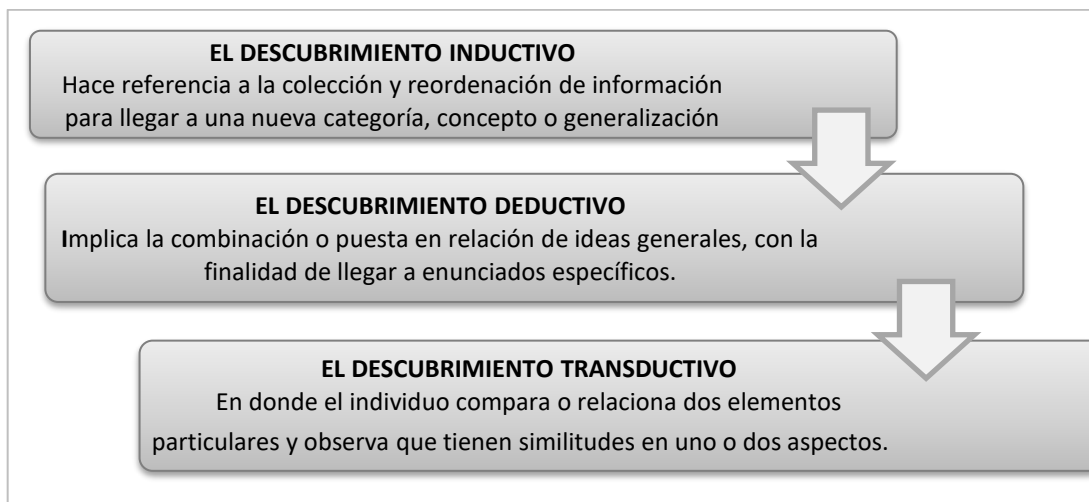 EL DESCUBRIMIENTO INDUCTIVO
Hace referencia a la colección y reordenación de información
para llegar a una nueva categoría, concepto o generalización
EL DESCUBRIMIENTO DEDUCTIVO
Implica la combinación o puesta en relación de ideas generales, con la
finalidad de llegar a enunciados específicos.
EL DESCUBRIMIENTO TRANSDUCTIVO
En donde el individuo compara o relaciona dos elementos
particulares y observa que tienen similitudes en uno o dos aspectos.